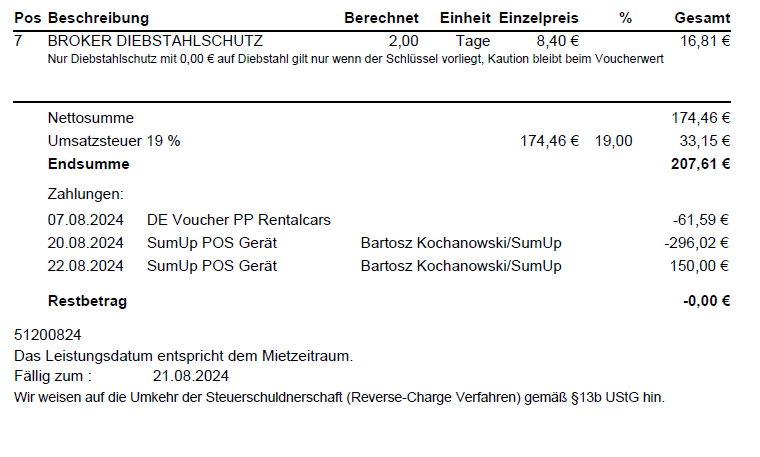 Pos Beschreibung Berechnet Einheit Einzelpreis % Gesamt
7 BROKER DIEBSTAHLSCHUTZ 2,00 Tage 8,40 € 16,81 €
Nur Diebstahlschutz mit 0,00 € auf Diebstahl gilt nur wenn der Schlüssel vorliegt, Kaution bleibt beim Voucherwert
Nettosumme 174,46 €
Umsatzsteuer 19 % 174,46 € 19,00 33,15 €
Endsumme 207,61 €
Zahlungen:
07.08.2024 DE Voucher PP Rentalcars -61,59 €
20.08.2024 SumUp POS Gerät Bartosz Kochanowski/SumUp -296,02 €
22.08.2024 SumUp POS Gerät Bartosz Kochanowski/SumUp 150,00 €
Restbetrag -0,00 €
51200824
Das Leistungsdatum entspricht dem Mietzeitraum.
Fällig zum : 21.08.2024
Wir weisen auf die Umkehr der Steuerschuldnerschaft (Reverse-Charge Verfahren) gemäß §13b UStG hin.